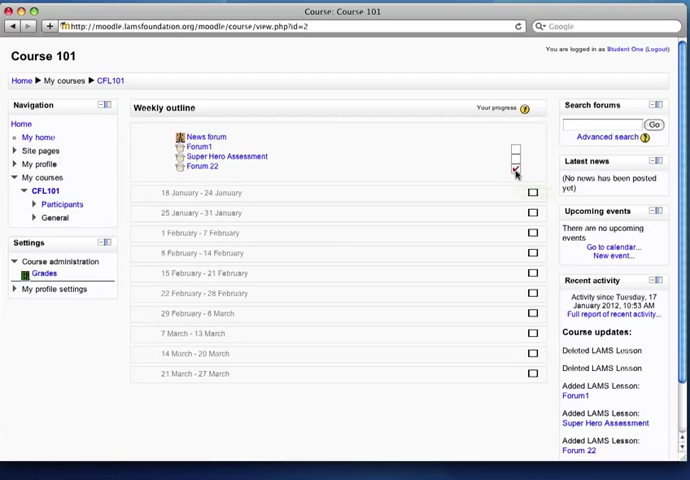 Course: Course 101
http://moodle.lamsfoundation.org/moodle/course/view.php?id=2
Google
Course 101
You are logged in as Student One (Logout)
Home ► My courses ► CFL101
Navigation
Home
My home
Site pages
My profile
My courses
CFL101
Participants
General
Settings
Course administration
Grades
My profile settings
Weekly outline
Your progress
News forum
Forum1
Super Hero Assessment
Forum 22
18 January - 24 January
25 January - 31 January
1 February - 7 February
8 February - 14 February
15 February - 21 February
22 February - 28 February
29 February - 6 March
7 March - 13 March
14 March - 20 March
21 March - 27 March
Search forums
Go
Advanced search
Latest news
(No news has been posted
yet)
Upcoming events
There are no upcoming
events
Go to calendar...
New event...
Recent activity
Activity since Tuesday, 17
January 2012, 10:53 AM
Full report of recent activity...
Course updates:
Deleted LAMS Lesson
Deleted LAMS Lesson
Added LAMS Lesson:
Forum1
Added LAMS Lesson:
Super Hero Assessment
Added LAMS Lesson:
Forum 22